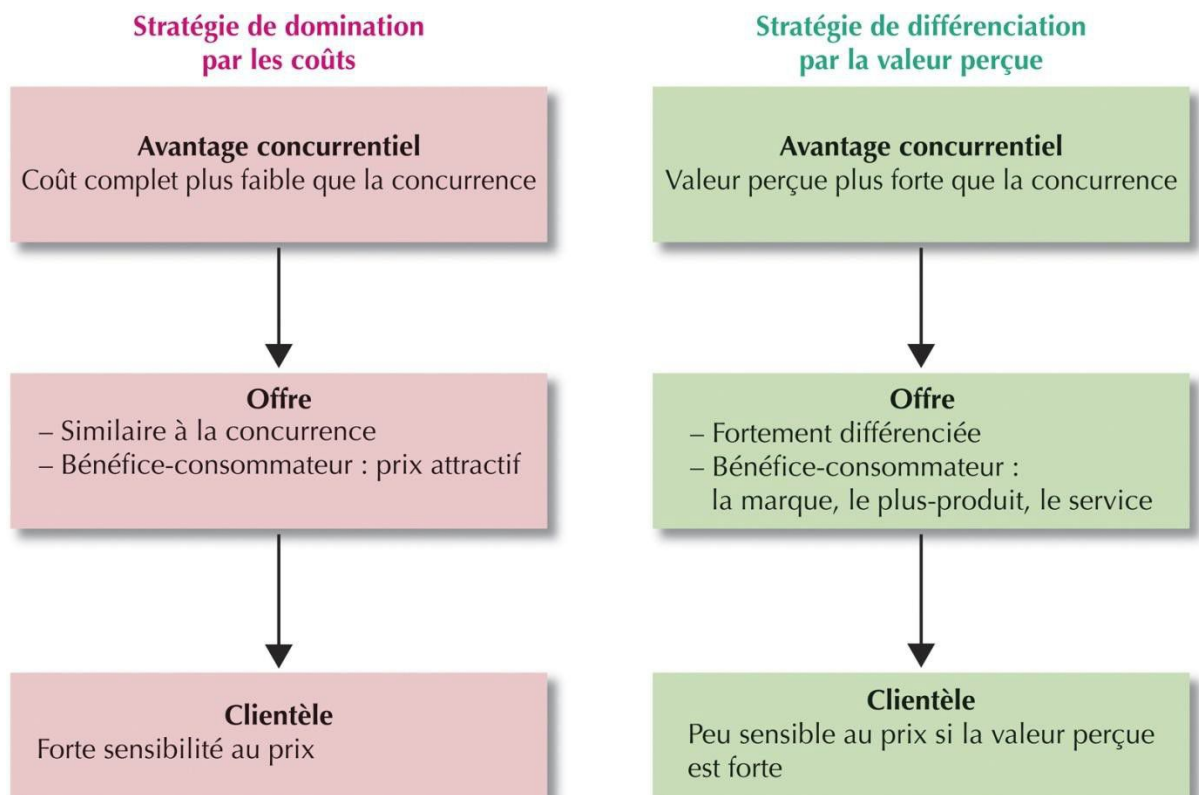 Stratégie de domination
par les coûts
Avantage concurrentiel
Coût complet plus faible que la concurrence
Offre
– Similaire à la concurrence
– Bénéfice-consommateur : prix attractif
Clientèle
Forte sensibilité au prix
Stratégie de différenciation
par la valeur perçue
Avantage concurrentiel
Valeur perçue plus forte que la concurrence
Offre
– Fortement différenciée
– Bénéfice-consommateur :
la marque, le plus-produit, le service
Clientèle
Peu sensible au prix si la valeur perçue
est forte